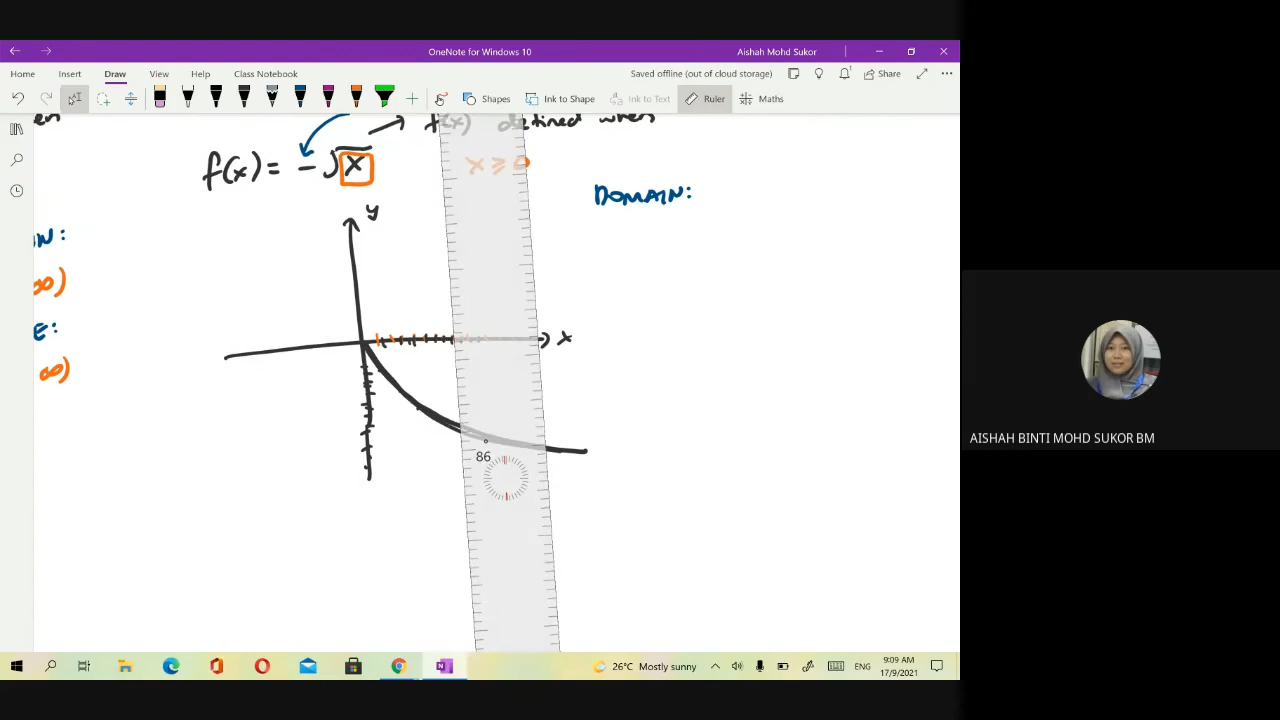 OneNote for Windows 10
Aishah Mohd Sukor
Home Insert Draw View Help Class Notebook
Saved offline (out of cloud storage)
Share
Shapes
Ink to Shape
Ink to Text
Ruler
Maths
f(x) defined when
f(x) = -√x
x ≥ 0
DOMAIN:
y
∞)
E:
∞)
x
86
AISHAH BINTI MOHD SUKOR BM
26°C Mostly sunny
ENG
9:09 AM
17/9/2021